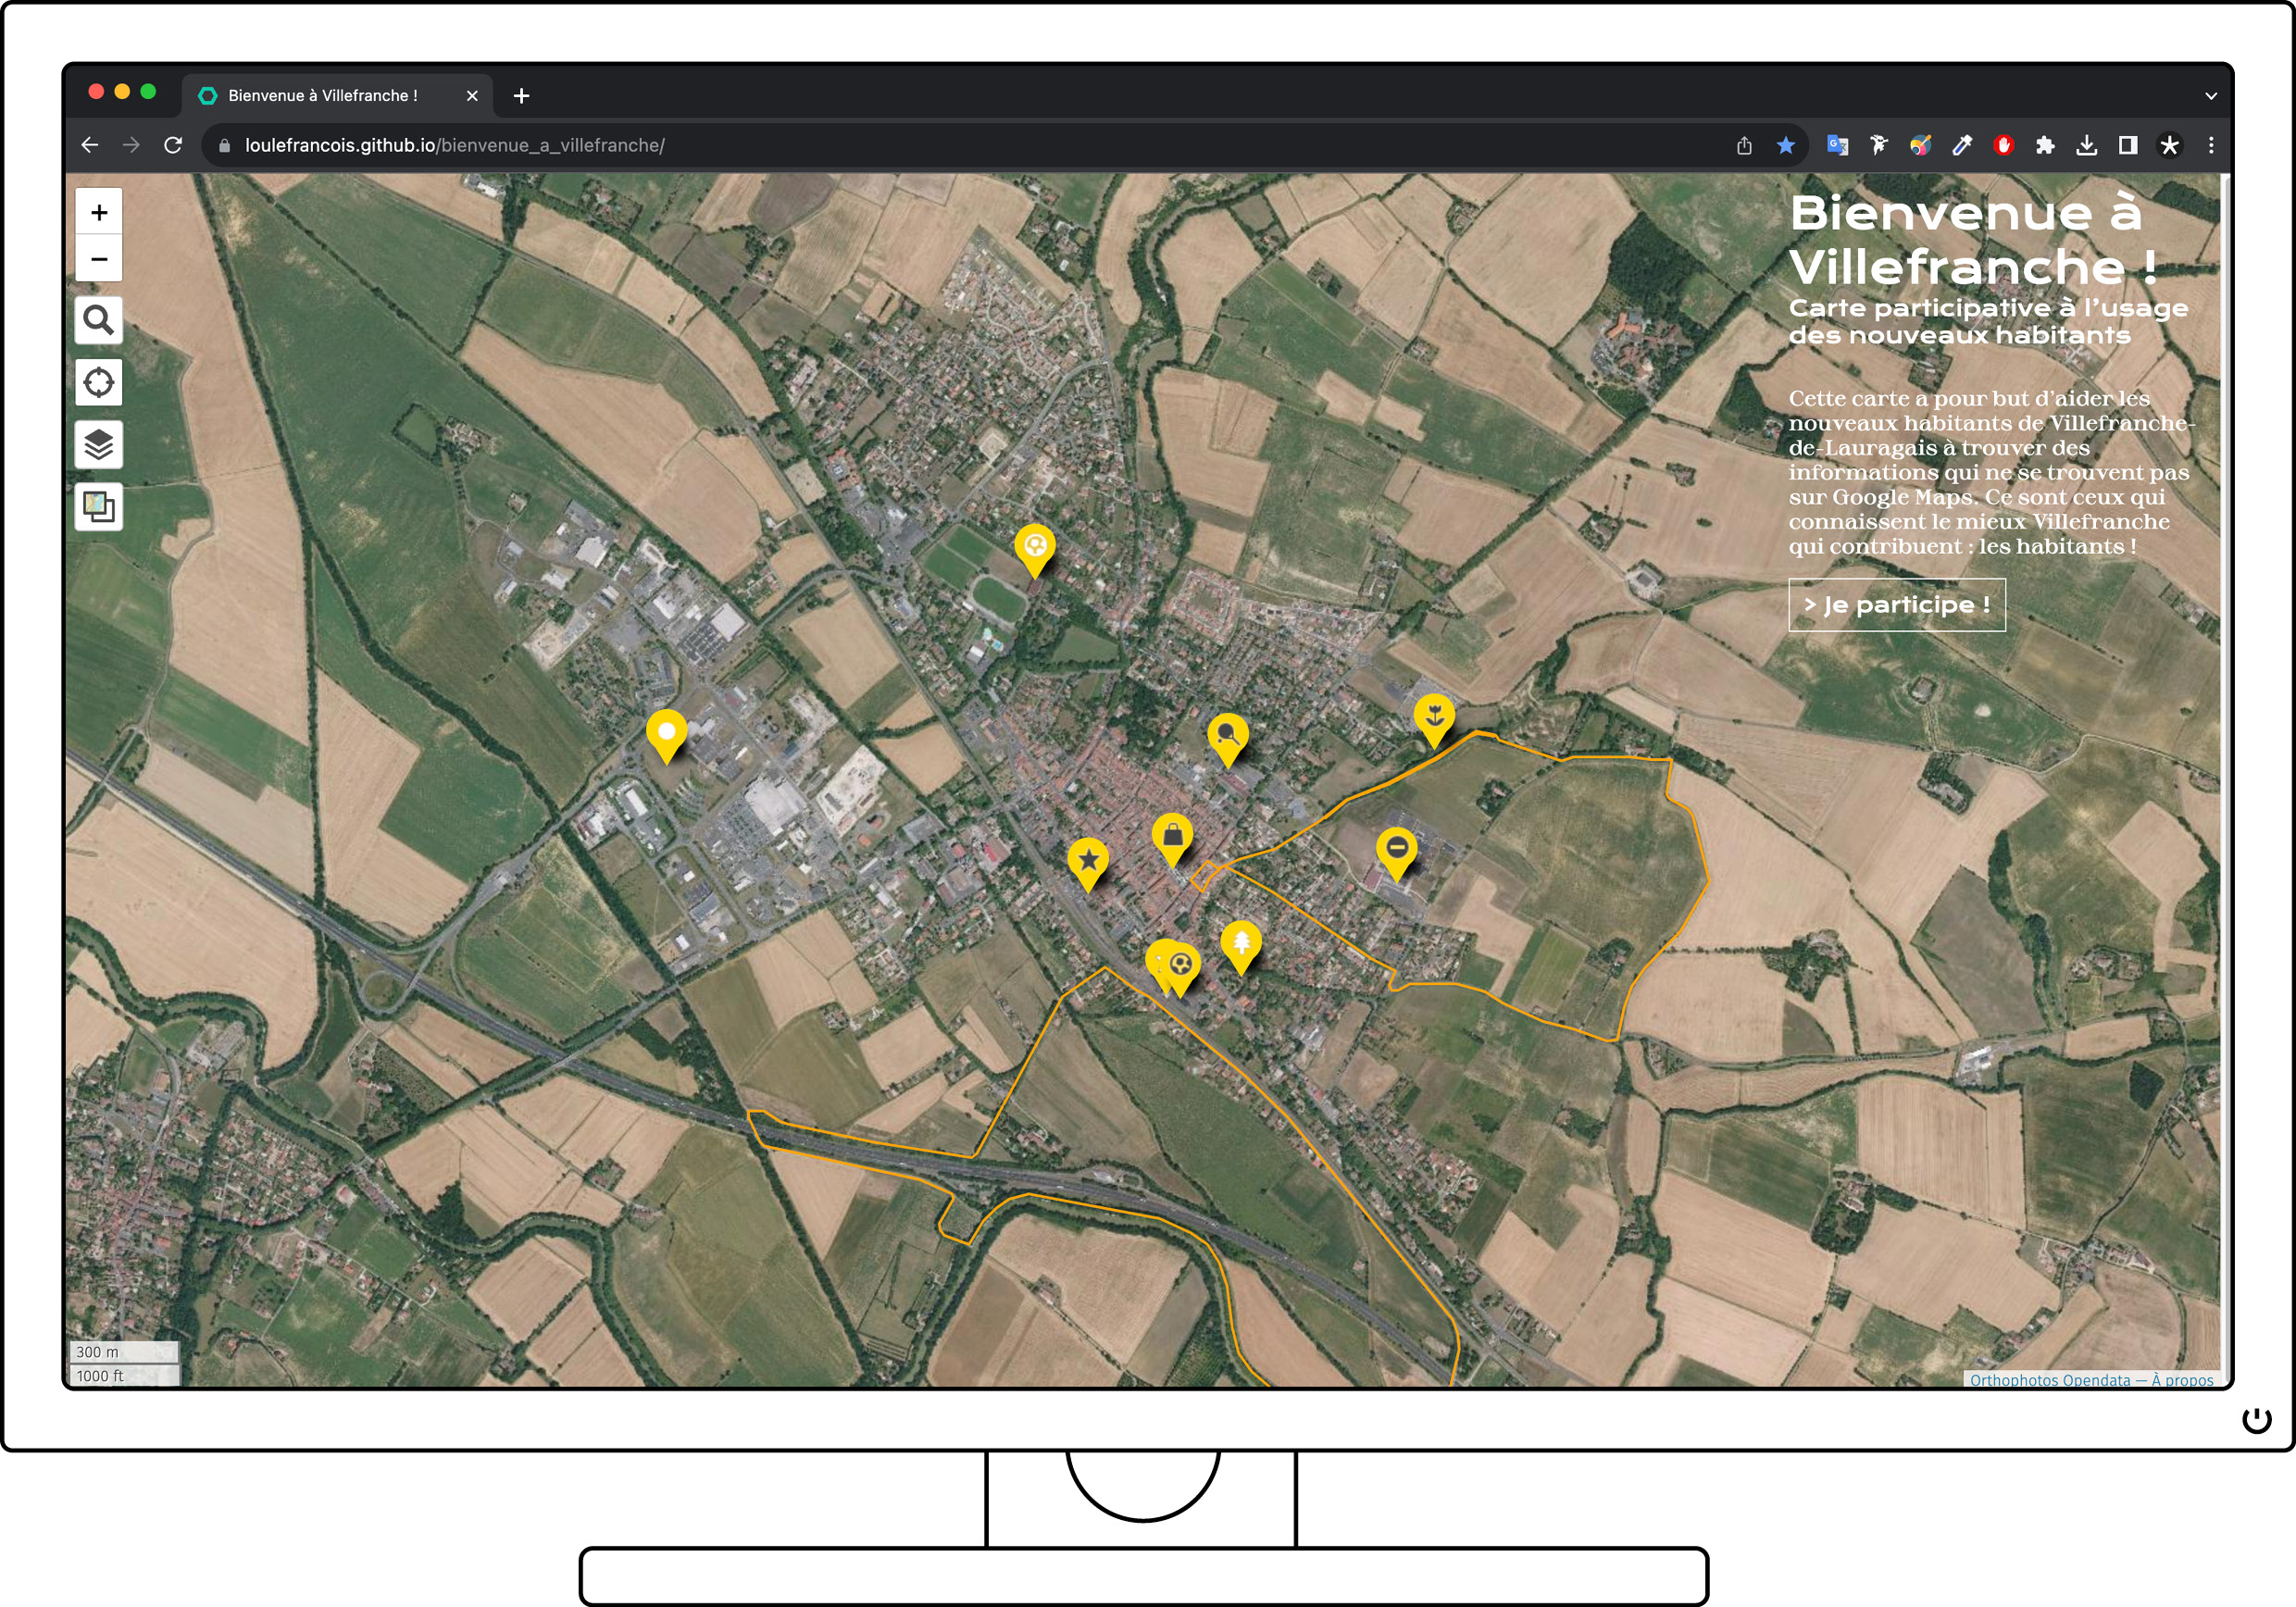 Bienvenue à Villefranche !
loulefrancois.github.io/bienvenue_a_villefranche/
Bienvenue à
Villefranche !
Carte participative à l’usage
des nouveaux habitants
Cette carte a pour but d’aider les
nouveaux habitants de Villefranche-
de-Lauragais à trouver des
informations qui ne se trouvent pas
sur Google Maps. Ce sont ceux qui
connaissent le mieux Villefranche
qui contribuent : les habitants !
> Je participe !
300 m
1000 ft
Orthophotos Opendata — À propos